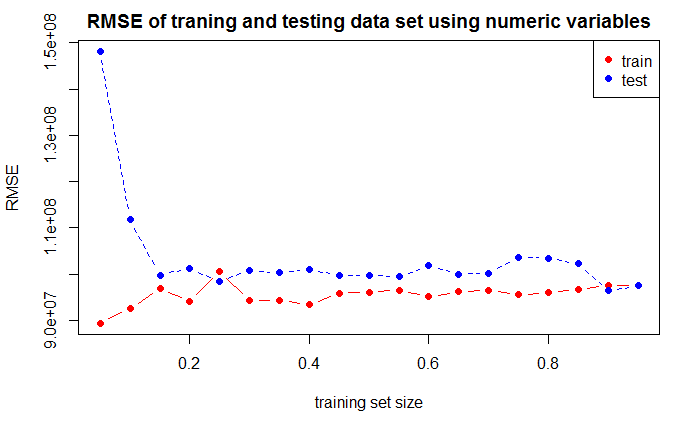 RMSE of traning and testing data set using numeric variables
train
test
RMSE
1.5e+08
1.3e+08
1.1e+08
9.0e+07
0.2
0.4
0.6
0.8
training set size